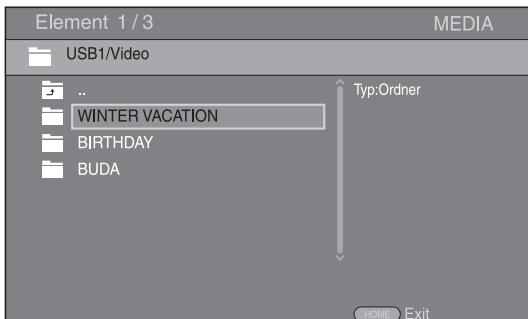 Element 1 / 3
MEDIA
USB1/Video
..
Typ:Ordner
WINTER VACATION
BIRTHDAY
BUDA
HOME Exit